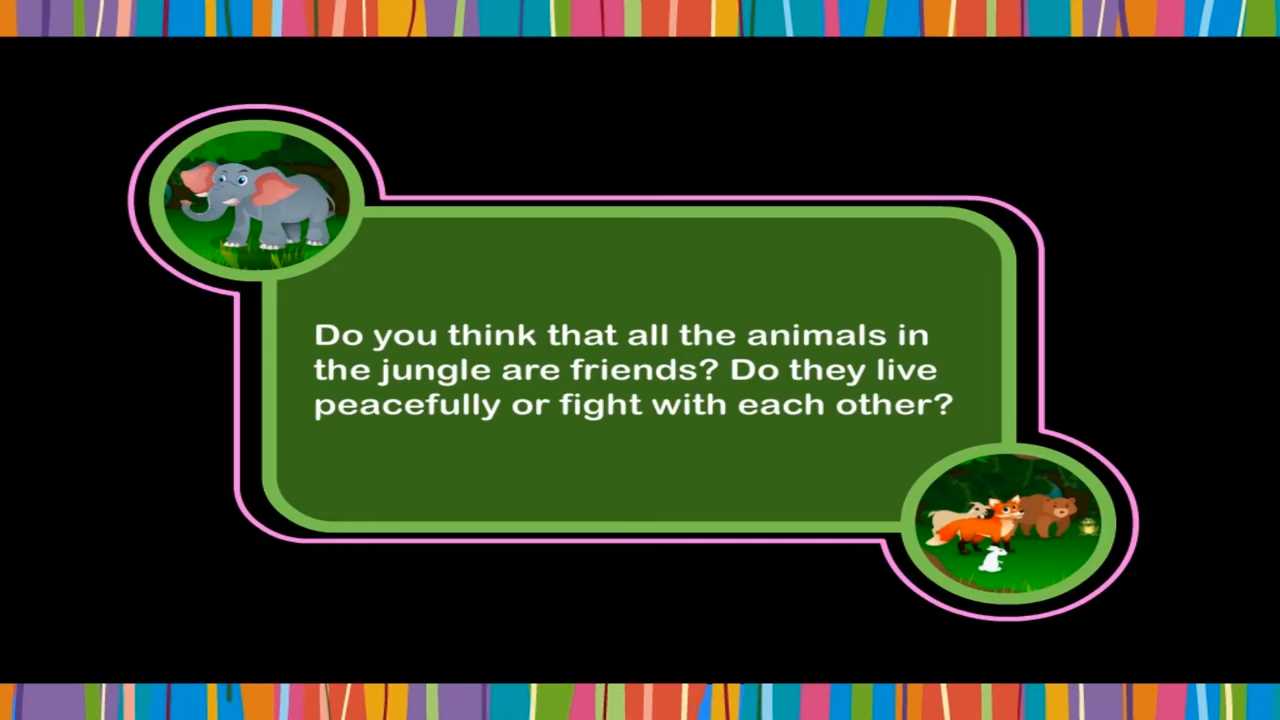 Do you think that all the animals in
the jungle are friends? Do they live
peacefully or fight with each other?